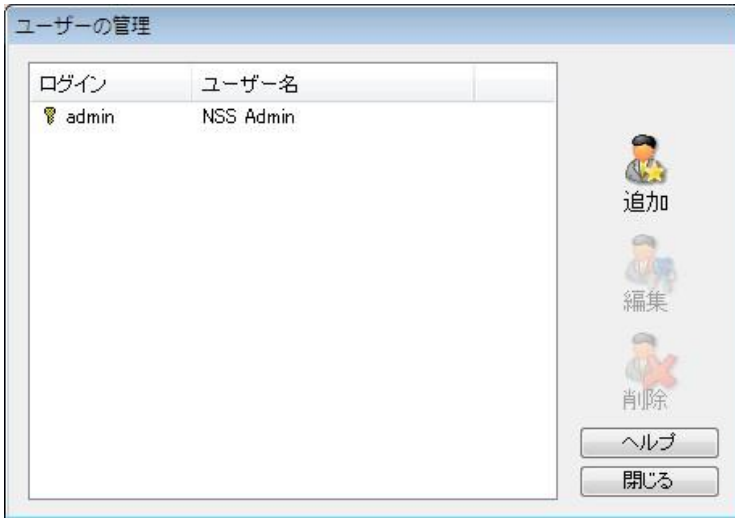 ユーザーの管理
ログイン ユーザー名
admin NSS Admin
追加
編集
削除
ヘルプ
閉じる